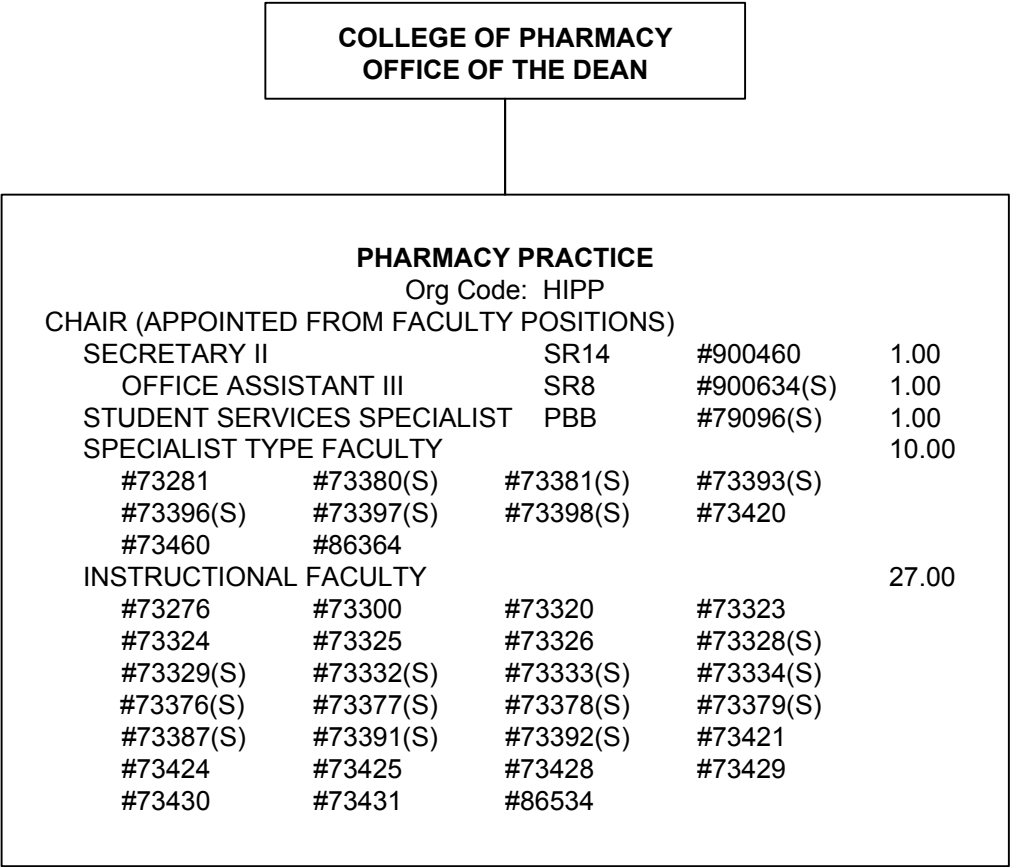 COLLEGE OF PHARMACY
OFFICE OF THE DEAN
PHARMACY PRACTICE
Org Code: HIPP
CHAIR (APPOINTED FROM FACULTY POSITIONS)
SECRETARY II SR14 #900460 1.00
OFFICE ASSISTANT III SR8 #900634(S) 1.00
STUDENT SERVICES SPECIALIST PBB #79096(S) 1.00
SPECIALIST TYPE FACULTY 10.00
#73281 #73380(S) #73381(S) #73393(S)
#73396(S) #73397(S) #73398(S) #73420
#73460 #86364
INSTRUCTIONAL FACULTY 27.00
#73276 #73300 #73320 #73323
#73324 #73325 #73326 #73328(S)
#73329(S) #73332(S) #73333(S) #73334(S)
#73376(S) #73377(S) #73378(S) #73379(S)
#73387(S) #73391(S) #73392(S) #73421
#73424 #73425 #73428 #73429
#73430 #73431 #86534